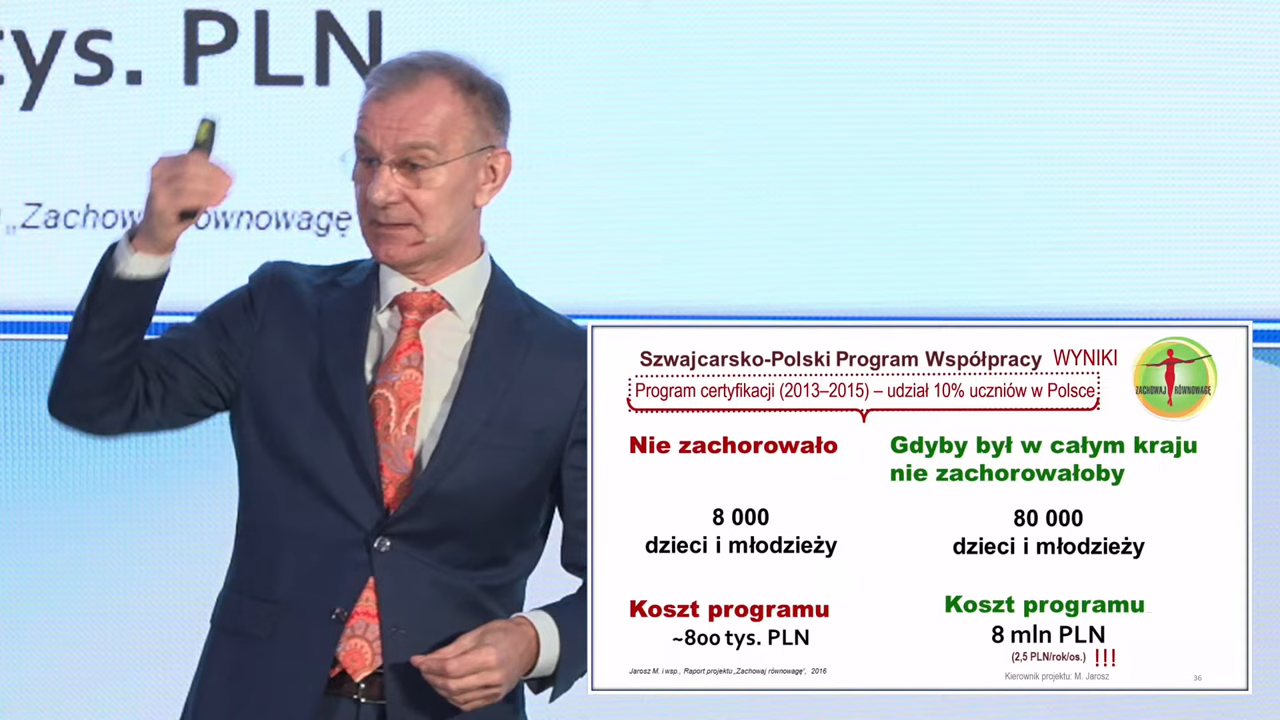 tys. PLN
„Zachow równowagę
Szwajcarsko-Polski Program Współpracy WYNIKI
Program certyfikacji (2013–2015) – udział 10% uczniów w Polsce
ZACHOWAJ RÓWNOWAGĘ
Nie zachorowało
Gdyby był w całym kraju
nie zachorowałoby
8 000
dzieci i młodzieży
80 000
dzieci i młodzieży
Koszt programu
~800 tys. PLN
Koszt programu
8 mln PLN
(2,5 PLN/rok/os.) !!!
Jarosz M. i wsp., Raport projektu „Zachowaj równowagę”, 2016
Kierownik projektu: M. Jarosz
36